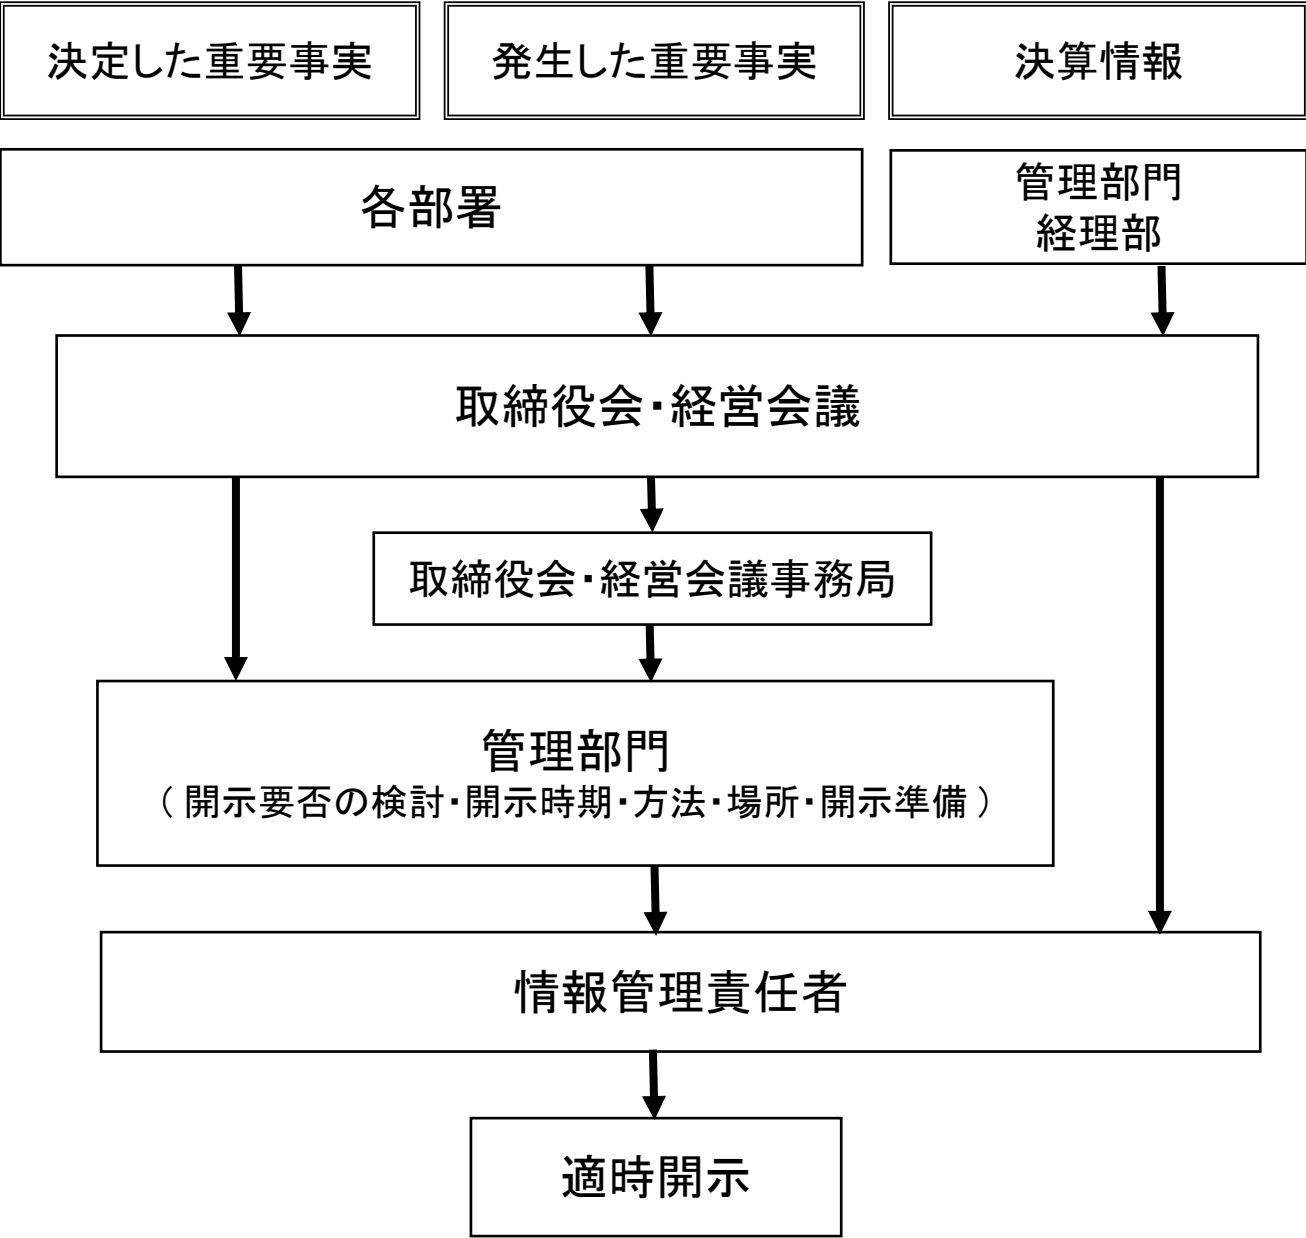 決定した重要事実
発生した重要事実
決算情報
各部署
管理部門
経理部
取締役会・経営会議
取締役会・経営会議事務局
管理部門
（ 開示要否の検討・開示時期・方法・場所・開示準備 ）
情報管理責任者
適時開示